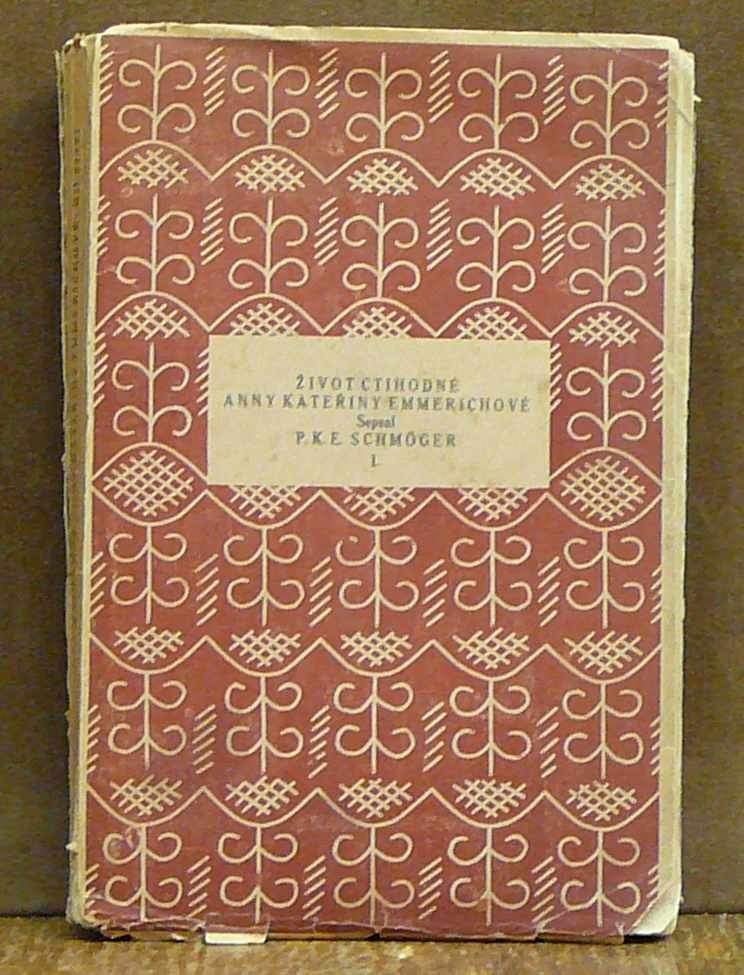 ŽIVOT CTIHODNÉ
ANNY KATEŘINY EMMERICHOVÉ
Sepsal
P. K. E. SCHMÖGER
I.